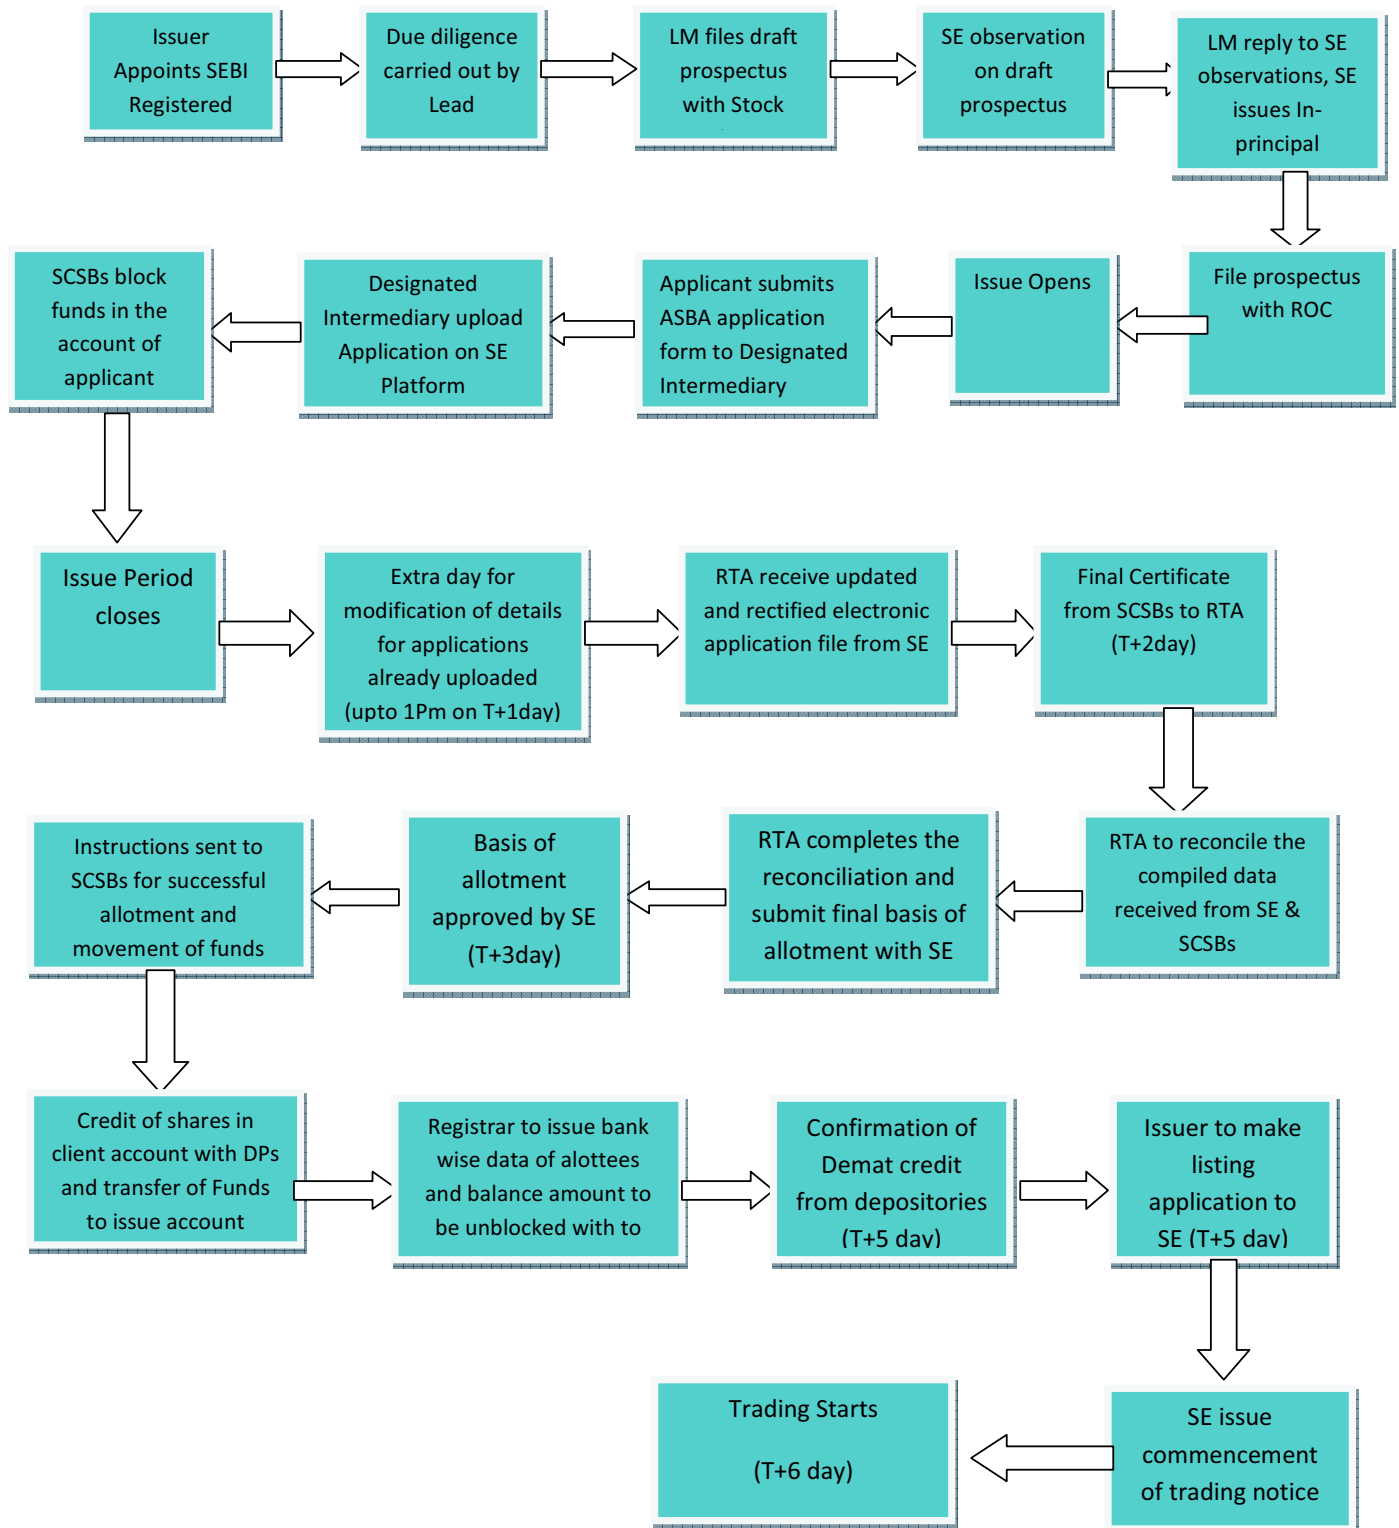 Issuer
Appoints SEBI
Registered
Due diligence
carried out by
Lead
LM files draft
prospectus
with Stock
SE observation
on draft
prospectus
LM reply to SE
observations, SE
issues In-
principal
SCSBs block
funds in the
account of
applicant
Designated
Intermediary upload
Application on SE
Platform
Applicant submits
ASBA application
form to Designated
Intermediary
Issue Opens
File prospectus
with ROC
Issue Period
closes
Extra day for
modification of details
for applications
already uploaded
(upto 1Pm on T+1day)
RTA receive updated
and rectified electronic
application file from SE
Final Certificate
from SCSBs to RTA
(T+2day)
Instructions sent to
SCSBs for successful
allotment and
movement of funds
Basis of
allotment
approved by SE
(T+3day)
RTA completes the
reconciliation and
submit final basis of
allotment with SE
RTA to reconcile the
compiled data
received from SE &
SCSBs
Credit of shares in
client account with DPs
and transfer of Funds
to issue account
Registrar to issue bank
wise data of alottees
and balance amount to
be unblocked with to
Confirmation of
Demat credit
from depositories
(T+5 day)
Issuer to make
listing
application to
SE (T+5 day)
Trading Starts
(T+6 day)
SE issue
commencement
of trading notice